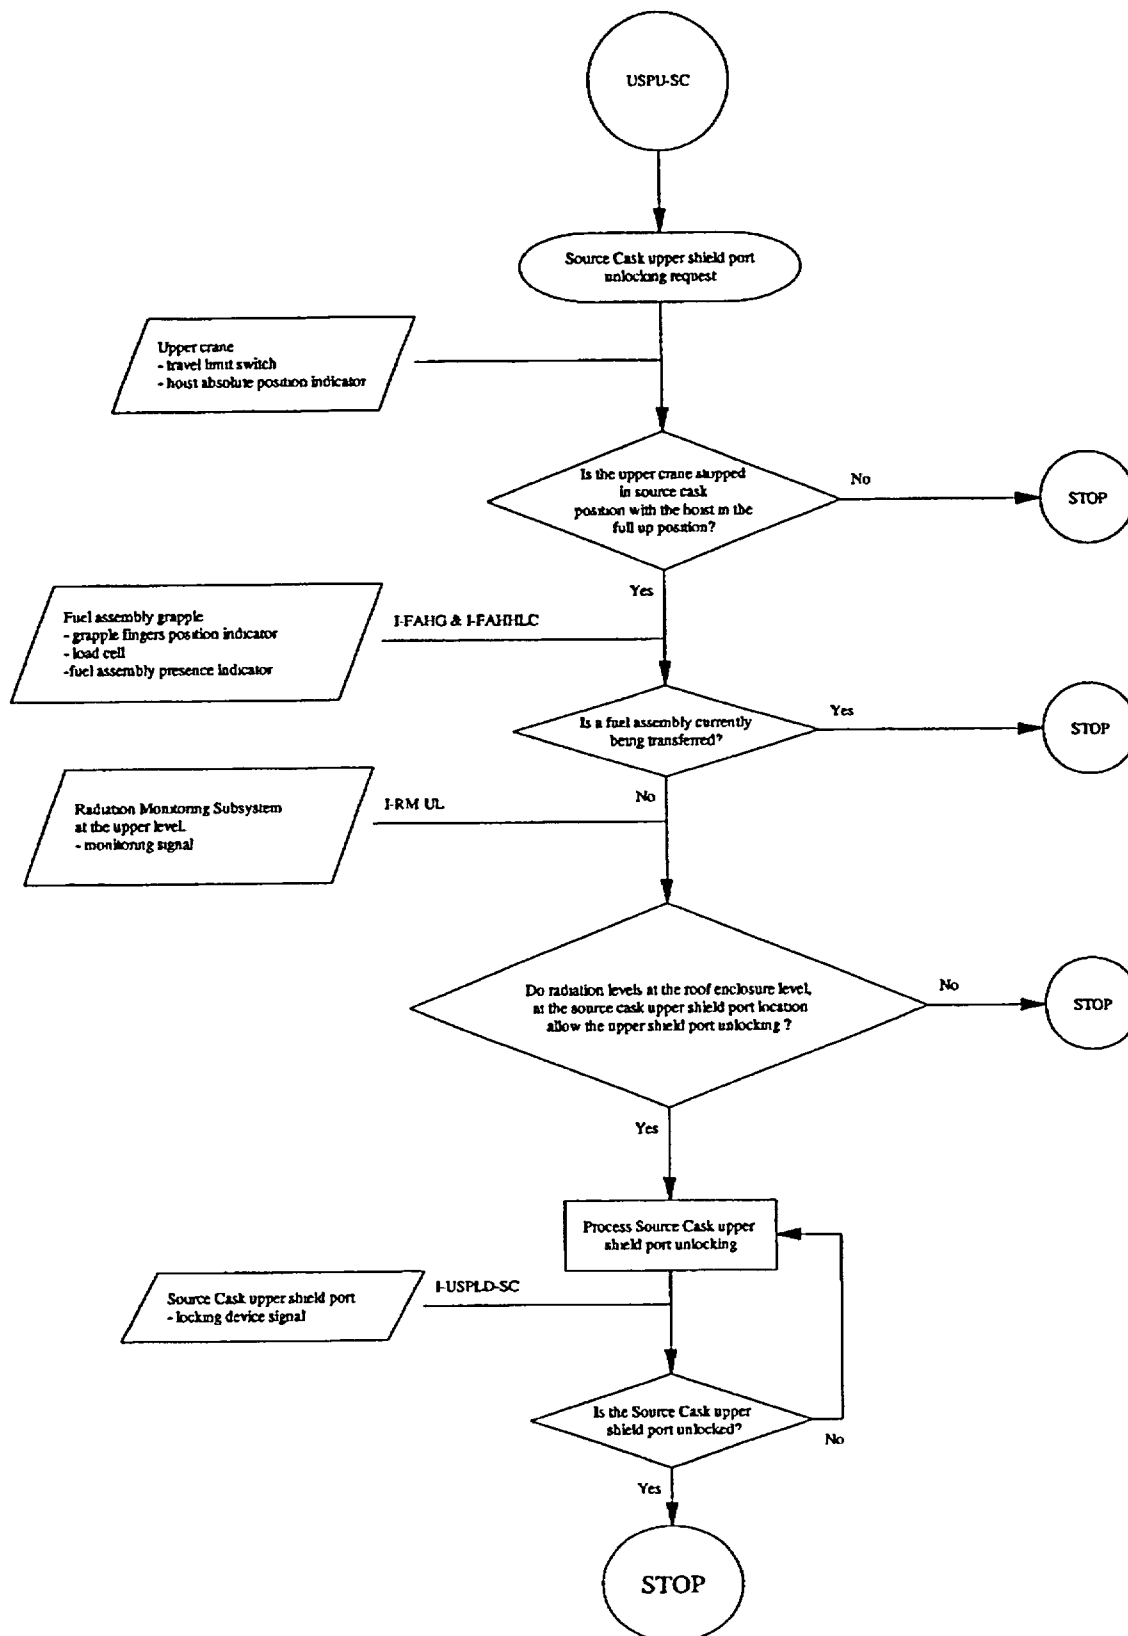 USPU-SC
Source Cask upper shield port
unlocking request
Upper crane
- travel limit switch
- hoist absolute position indicator
Is the upper crane stopped
in source cask
position with the hoist in the
full up position?
No
STOP
Yes
Fuel assembly grapple
- grapple fingers position indicator
- load cell
-fuel assembly presence indicator
I-FAHG & I-FAHHLC
Is a fuel assembly currently
being transferred?
Yes
STOP
No
Radiation Monitoring Subsystem
at the upper level.
- monitoring signal
I-RM UL
Do radiation levels at the roof enclosure level,
at the source cask upper shield port location
allow the upper shield port unlocking ?
No
STOP
Yes
Process Source Cask upper
shield port unlocking
Source Cask upper shield port
- locking device signal
I-USPLD-SC
Is the Source Cask upper
shield port unlocked?
No
Yes
STOP